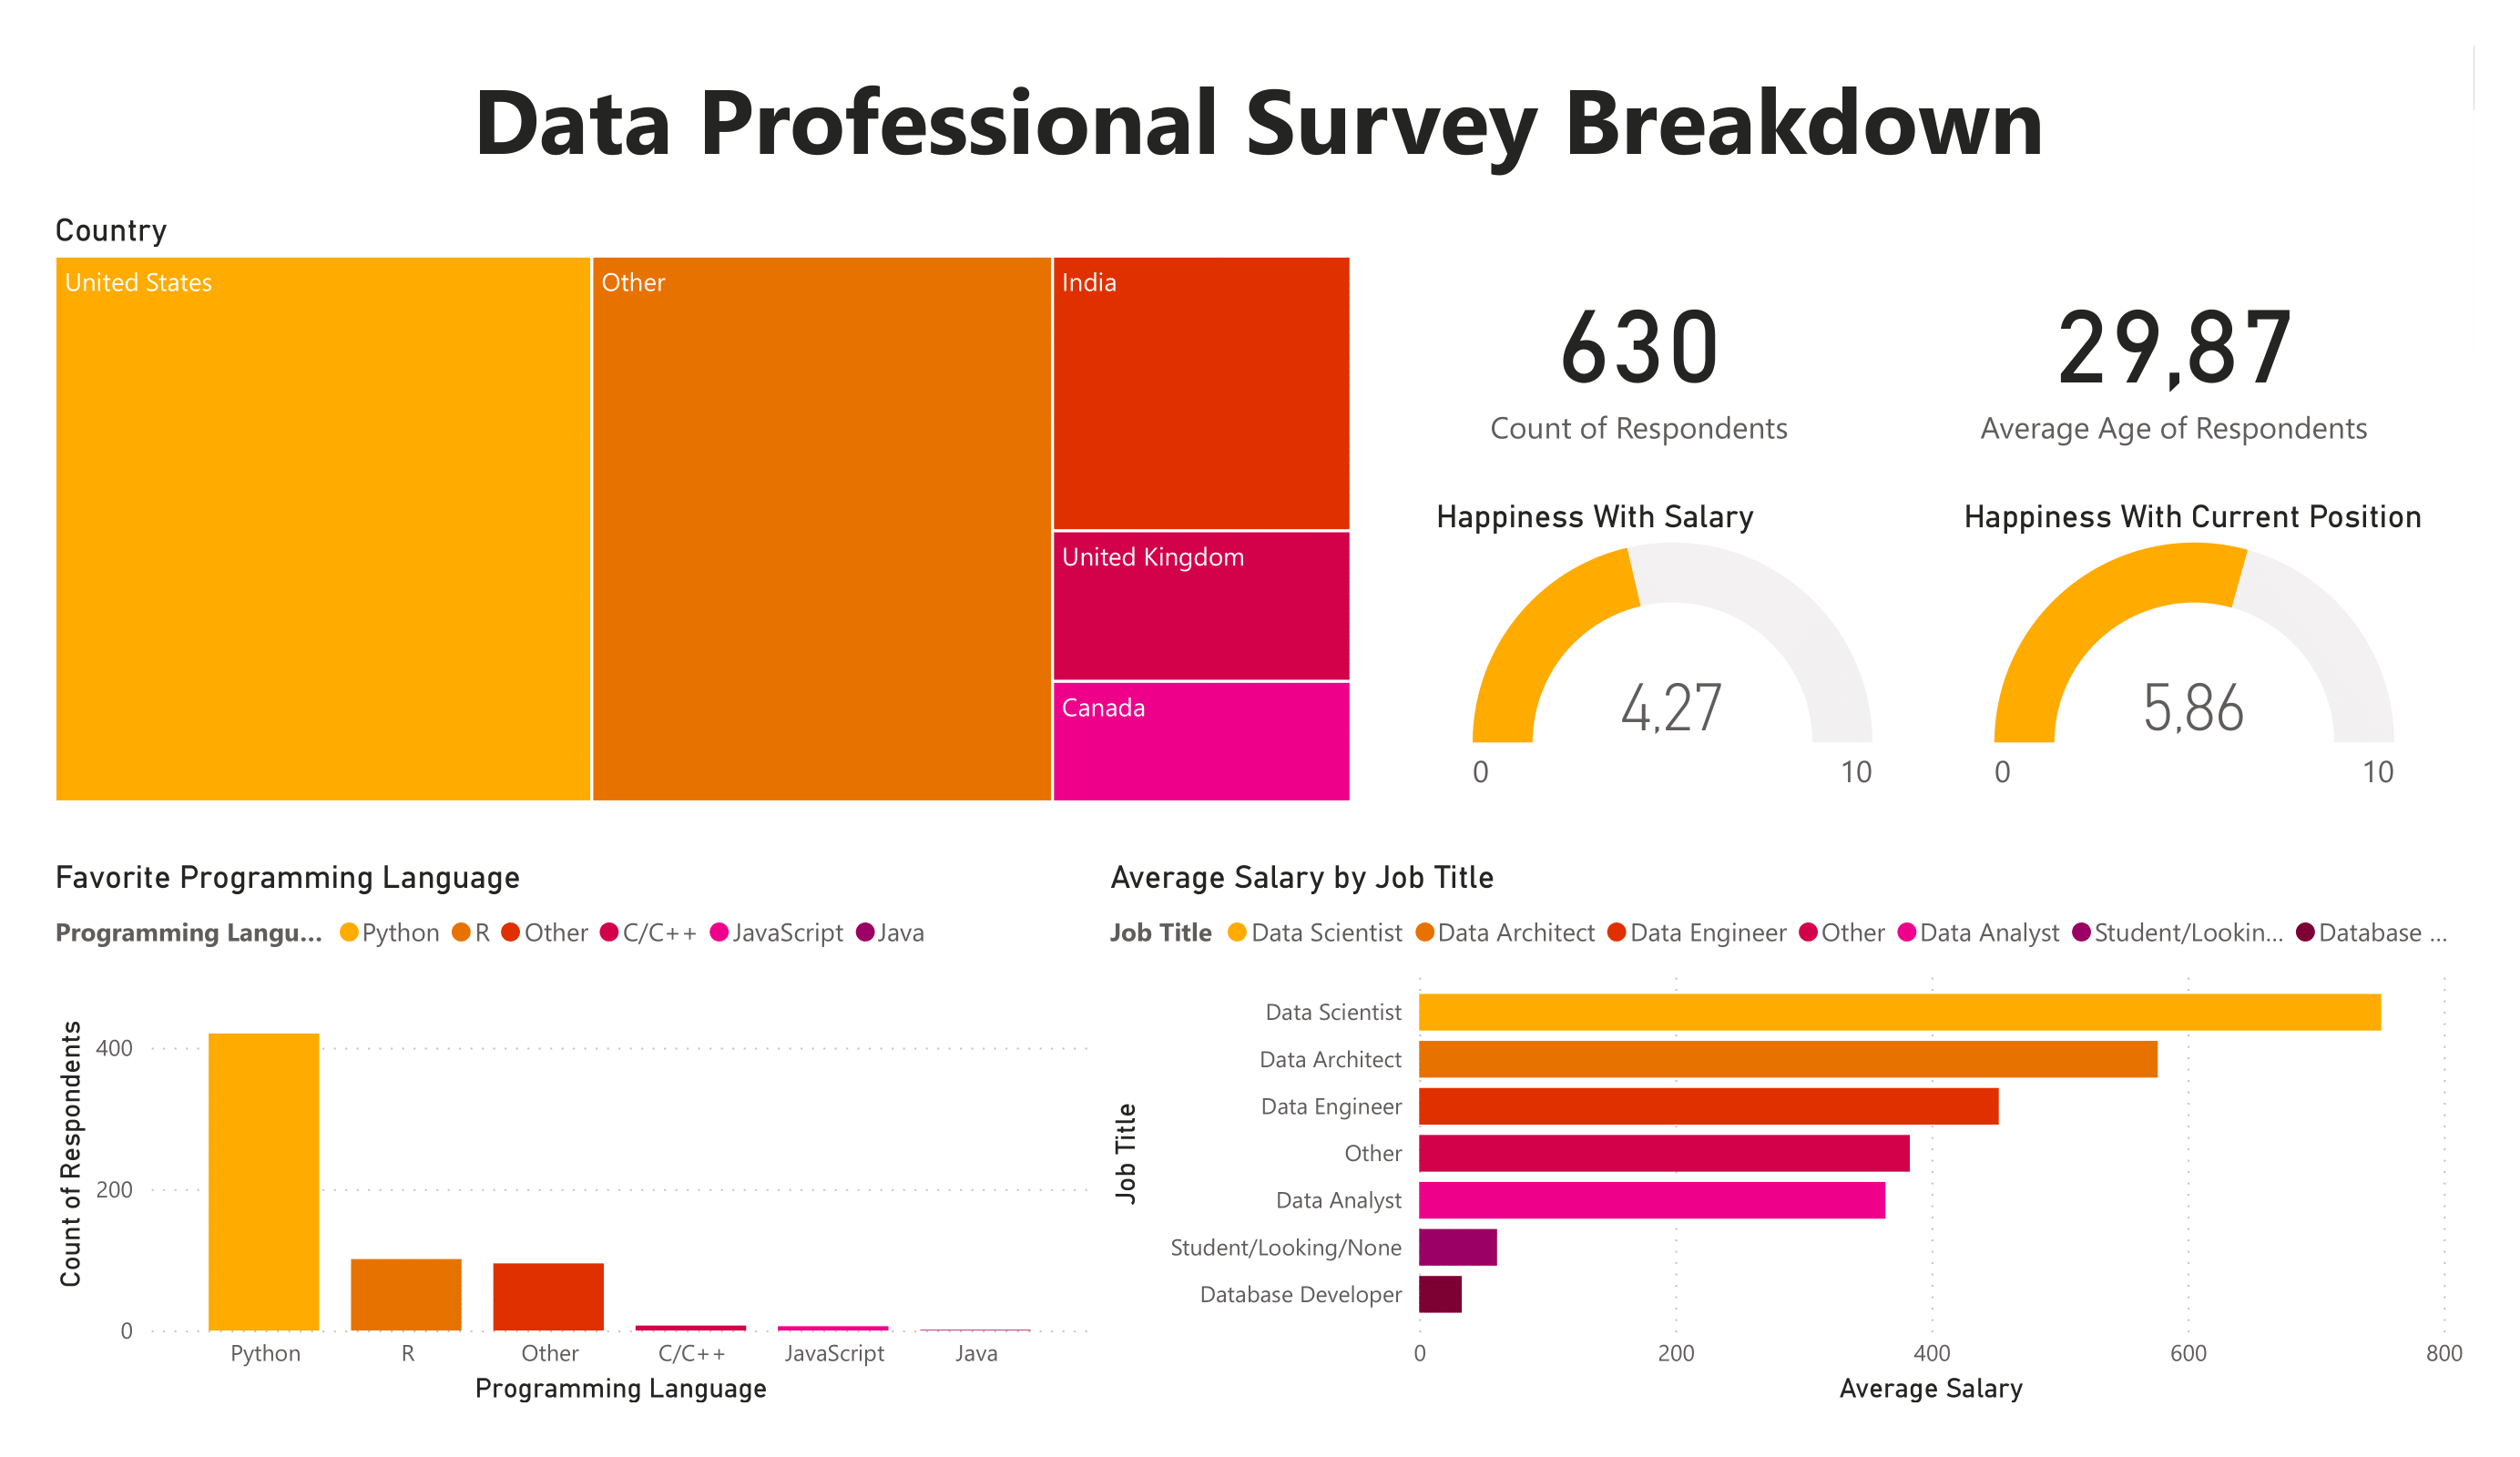 Data Professional Survey Breakdown
Country
United States
Other
India
United Kingdom
Canada
630
Count of Respondents
29,87
Average Age of Respondents
Happiness With Salary
4,27
0
10
Happiness With Current Position
5,86
0
10
Favorite Programming Language
Programming Langu... Python R Other C/C++ JavaScript Java
Count of Respondents
400
200
0
Python
R
Other
C/C++
JavaScript
Java
Programming Language
Average Salary by Job Title
Job Title Data Scientist Data Architect Data Engineer Other Data Analyst Student/Lookin... Database ...
Job Title
Data Scientist
Data Architect
Data Engineer
Other
Data Analyst
Student/Looking/None
Database Developer
0
200
400
600
800
Average Salary